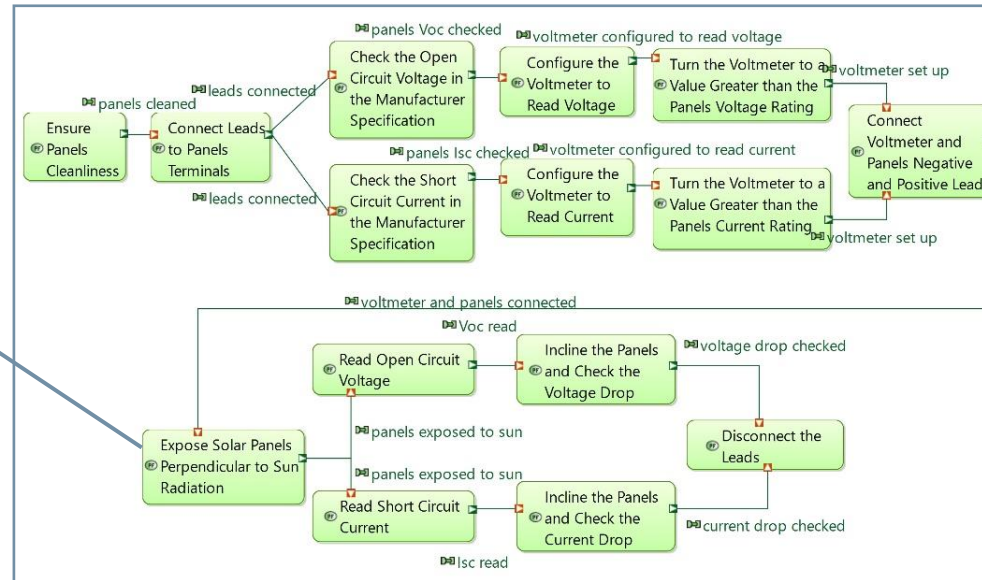 panels Voc checked
voltmeter configured to read voltage
Check the Open
Circuit Voltage in
the Manufacturer
Specification
Configure the
Voltmeter to
Read Voltage
Turn the Voltmeter to a
Value Greater than the
Panels Voltage Rating
voltmeter set up
leads connected
panels cleaned
Ensure
Panels
Cleanliness
Connect Leads
to Panels
Terminals
Connect
Voltmeter and
Panels Negative
and Positive Lead
leads connected
panels Isc checked
voltmeter configured to read current
Check the Short
Circuit Current in
the Manufacturer
Specification
Configure the
Voltmeter to
Read Current
Turn the Voltmeter to a
Value Greater than the
Panels Current Rating
voltmeter set up
voltmeter and panels connected
Voc read
Read Open Circuit
Voltage
Incline the Panels
and Check the
Voltage Drop
voltage drop checked
panels exposed to sun
Expose Solar Panels
Perpendicular to Sun
Radiation
Disconnect the
Leads
panels exposed to sun
Read Short Circuit
Current
Incline the Panels
and Check the
Current Drop
current drop checked
Isc read